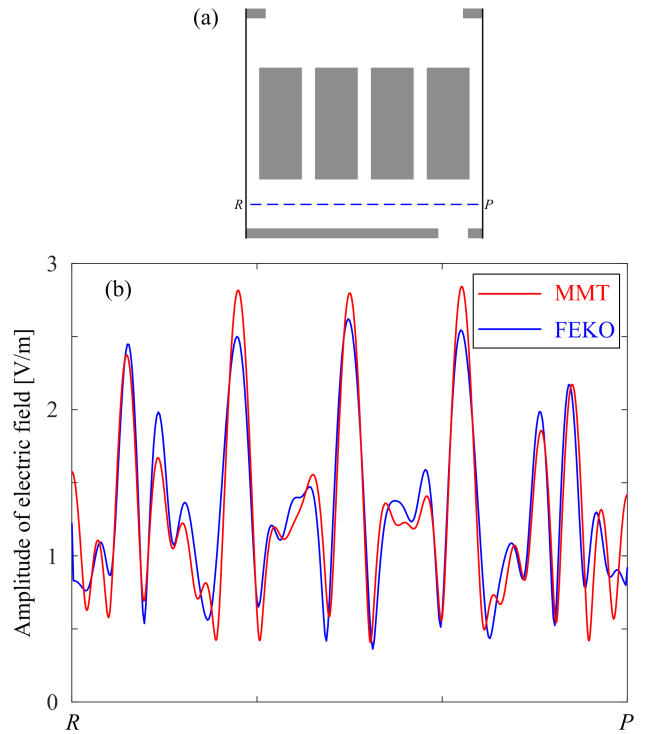 (a)
R P
3
(b)
MMT
FEKO
2
1
0
Amplitude of electric field [V/m]
R P